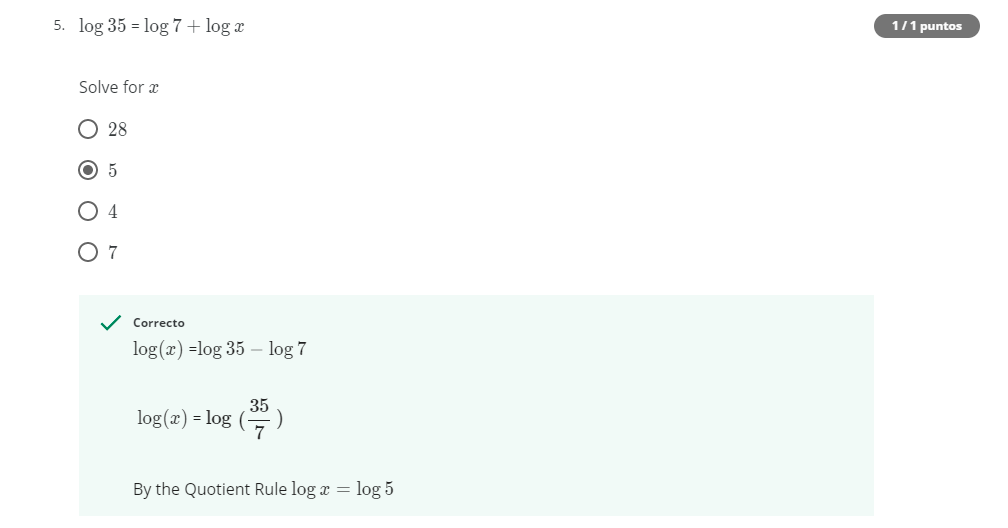 5. log 35 = log 7 + log x
1 / 1 puntos
Solve for x
28
5
4
7
Correcto
log(x) =log 35 − log 7
log(x) = log (35/7)
By the Quotient Rule log x = log 5